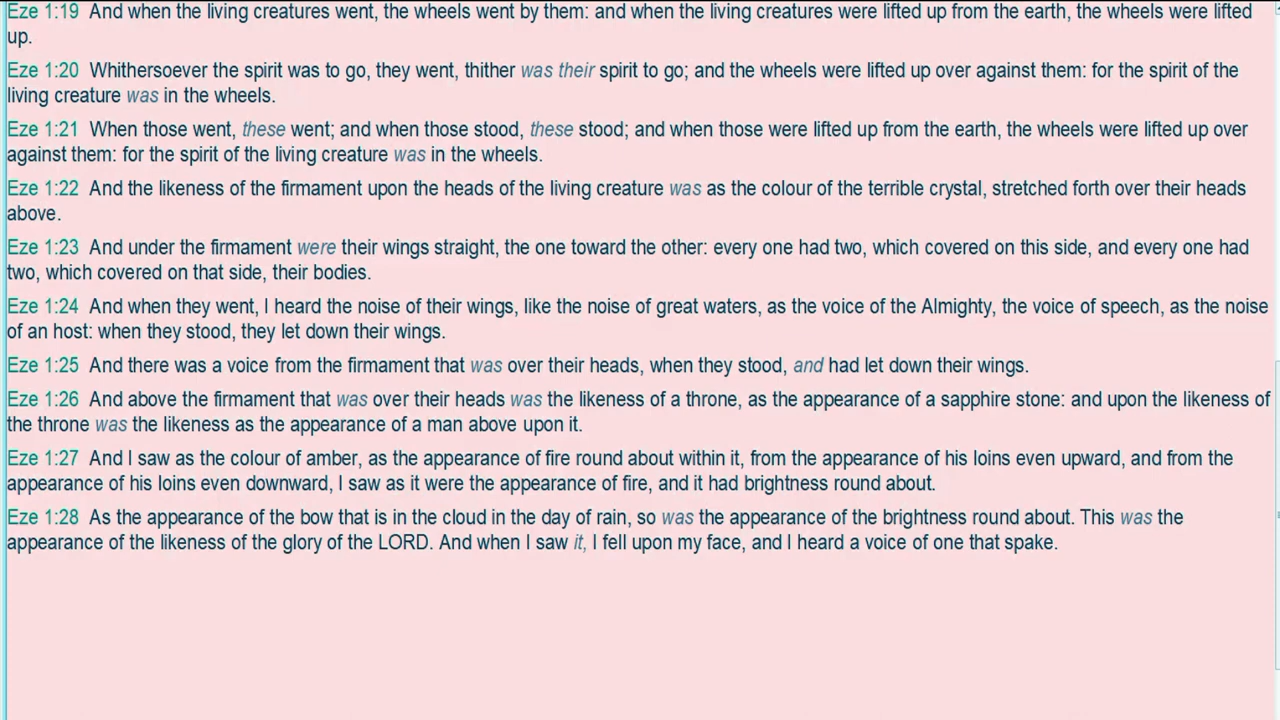 Eze 1:19 And when the living creatures went, the wheels went by them: and when the living creatures were lifted up from the earth, the wheels were lifted
up.
Eze 1:20 Whithersoever the spirit was to go, they went, thither was their spirit to go; and the wheels were lifted up over against them: for the spirit of the
living creature was in the wheels.
Eze 1:21 When those went, these went; and when those stood, these stood; and when those were lifted up from the earth, the wheels were lifted up over
against them: for the spirit of the living creature was in the wheels.
Eze 1:22 And the likeness of the firmament upon the heads of the living creature was as the colour of the terrible crystal, stretched forth over their heads
above.
Eze 1:23 And under the firmament were their wings straight, the one toward the other: every one had two, which covered on this side, and every one had
two, which covered on that side, their bodies.
Eze 1:24 And when they went, I heard the noise of their wings, like the noise of great waters, as the voice of the Almighty, the voice of speech, as the noise
of an host: when they stood, they let down their wings.
Eze 1:25 And there was a voice from the firmament that was over their heads, when they stood, and had let down their wings.
Eze 1:26 And above the firmament that was over their heads was the likeness of a throne, as the appearance of a sapphire stone: and upon the likeness of
the throne was the likeness as the appearance of a man above upon it.
Eze 1:27 And I saw as the colour of amber, as the appearance of fire round about within it, from the appearance of his loins even upward, and from the
appearance of his loins even downward, I saw as it were the appearance of fire, and it had brightness round about.
Eze 1:28 As the appearance of the bow that is in the cloud in the day of rain, so was the appearance of the brightness round about. This was the
appearance of the likeness of the glory of the LORD. And when I saw it, I fell upon my face, and I heard a voice of one that spake.